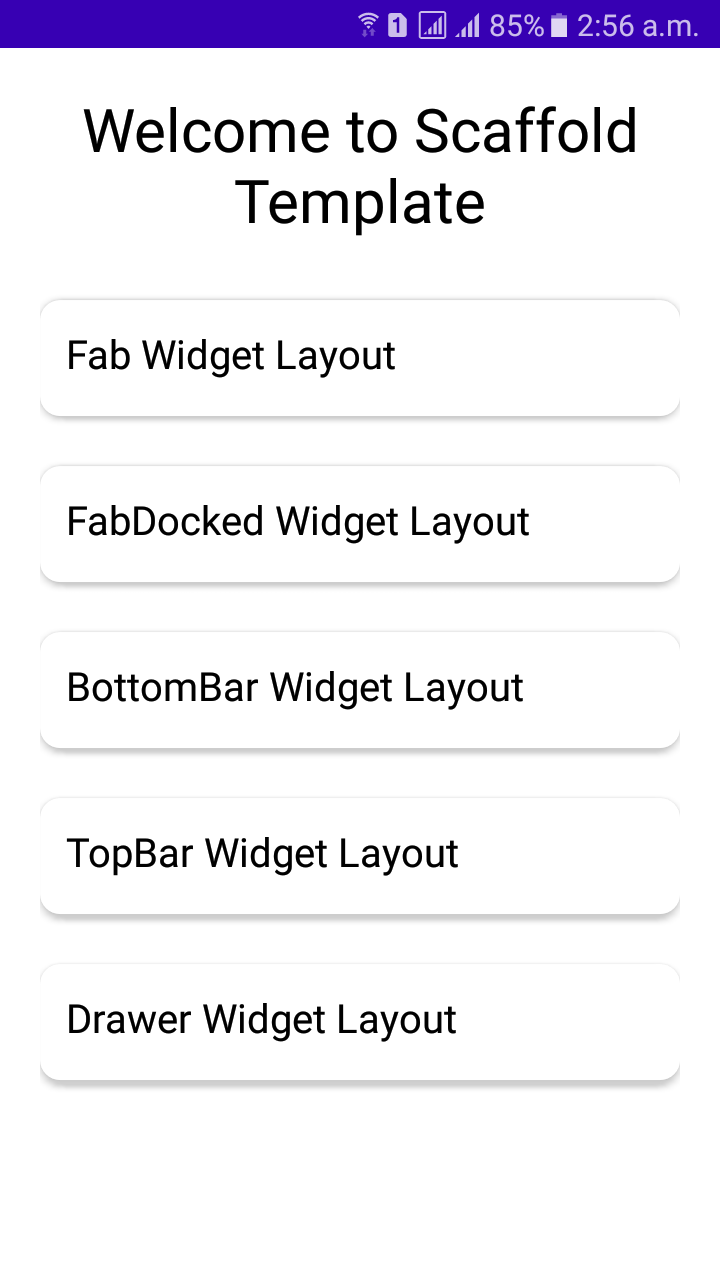 1 85% 2:56 a.m.
Welcome to Scaffold
Template
Fab Widget Layout
FabDocked Widget Layout
BottomBar Widget Layout
TopBar Widget Layout
Drawer Widget Layout